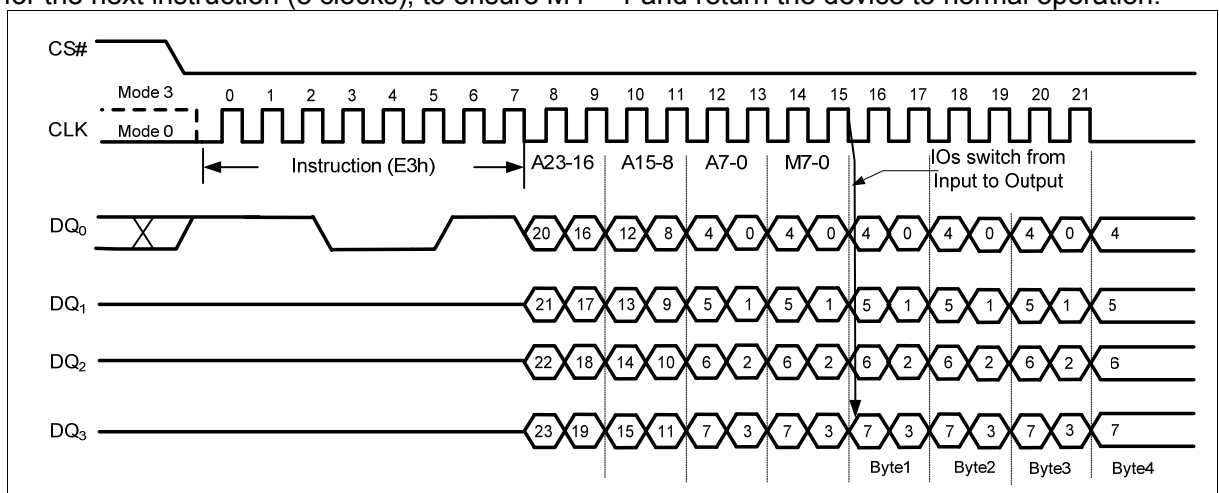 for the next instruction (8 clocks), to ensure M4 = 1 and return the device to normal operation.
CS#
Mode 3
0 1 2 3 4 5 6 7 8 9 10 11 12 13 14 15 16 17 18 19 20 21
CLK
Mode 0
Instruction (E3h) A23-16 A15-8 A7-0 M7-0 IOs switch from
Input to Output
DQ0 20 16 12 8 4 0 4 0 4 0 4 0 4 0 4
DQ1 21 17 13 9 5 1 5 1 5 1 5 1 5 1 5
DQ2 22 18 14 10 6 2 6 2 6 2 6 2 6 2 6
DQ3 23 19 15 11 7 3 7 3 7 3 7 3 7 3 7
Byte1 Byte2 Byte3 Byte4